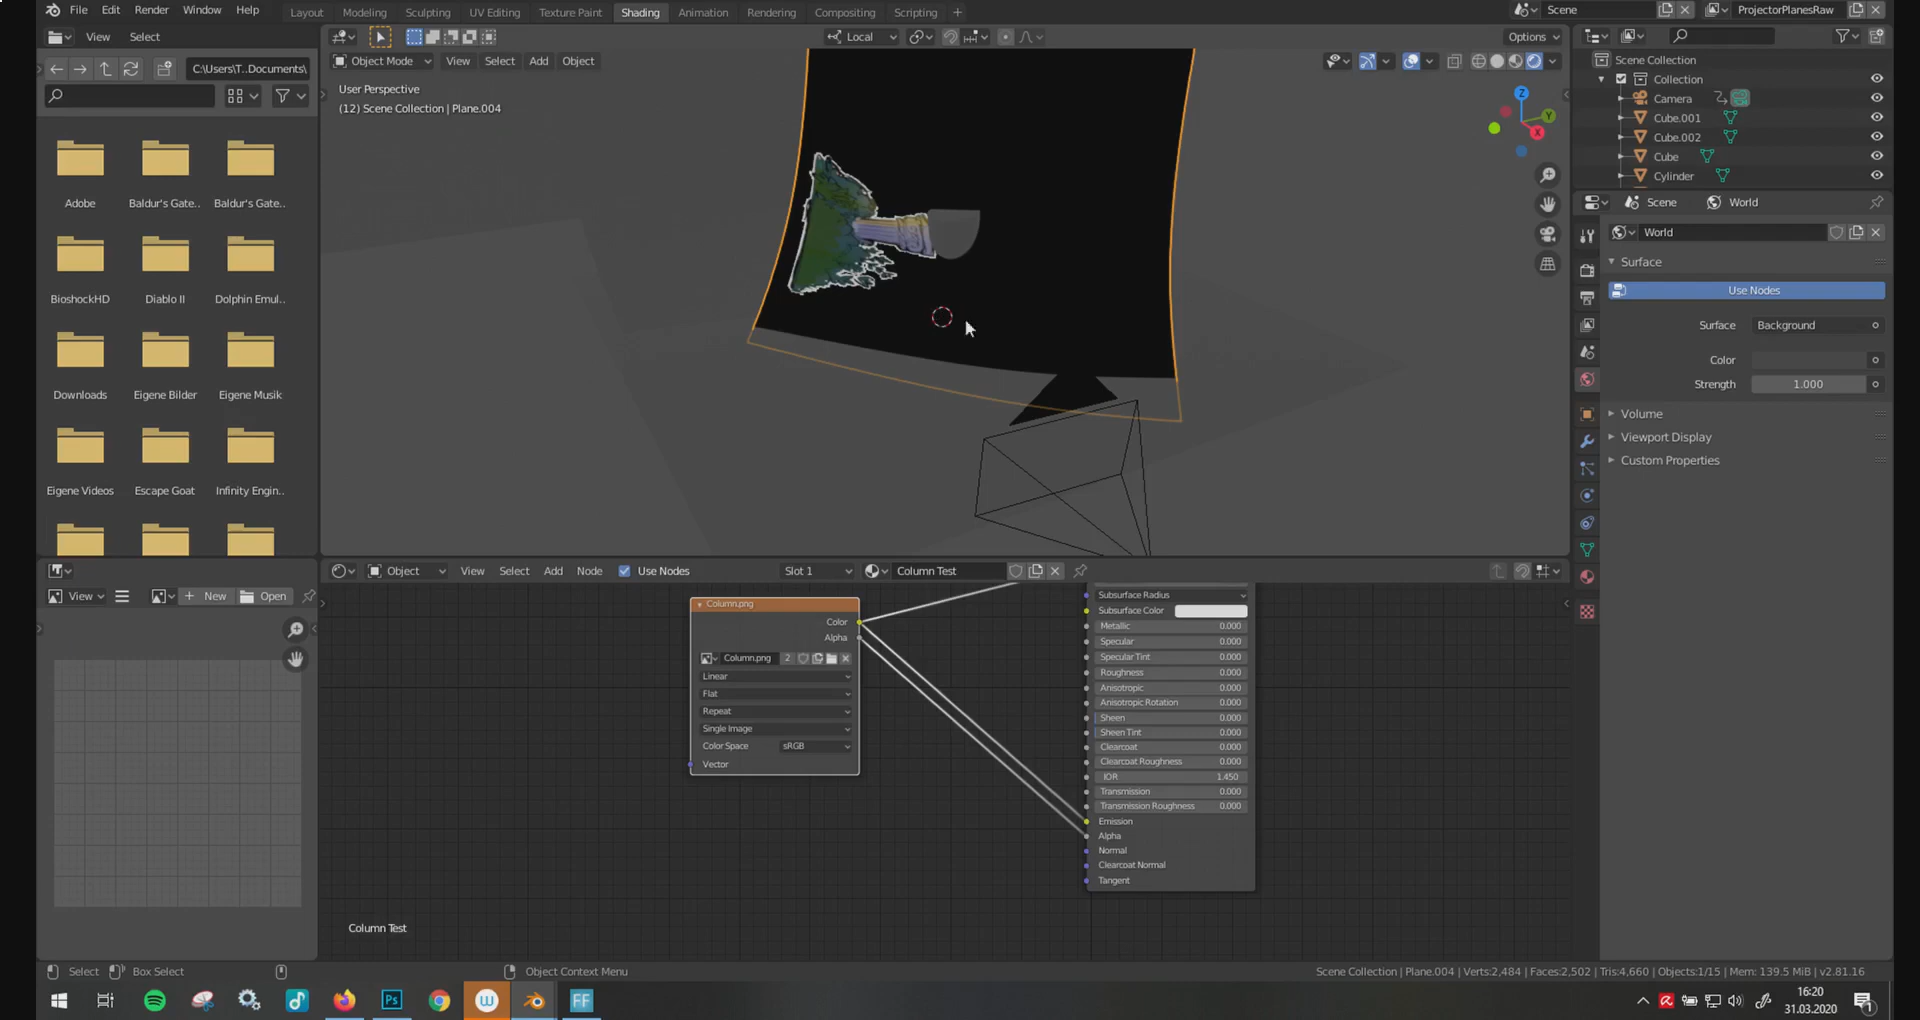 File Edit Render Window Help
Layout Modeling Sculpting UV Editing Texture Paint Shading Animation Rendering Compositing Scripting +
Scene
ProjectorPlanesRaw
View Select
Local
Options
C:\Users\T..Documents\
Object Mode View Select Add Object
User Perspective
(12) Scene Collection | Plane.004
Z
Y
X
Adobe Baldur's Gate.. Baldur's Gate..
BioshockHD Diablo II Dolphin Emul..
Downloads Eigene Bilder Eigene Musik
Eigene Videos Escape Goat Infinity Engin..
Scene Collection
Collection
Camera
Cube.001
Cube.002
Cube
Cylinder
Scene World
World
Surface
Use Nodes
Surface Background
Color
Strength 1.000
Volume
Viewport Display
Custom Properties
Object View Select Add Node Use Nodes Slot 1 Column Test
View New Open
Column.png
Color
Alpha
Column.png 2
Linear
Flat
Repeat
Single Image
Color Space sRGB
Vector
Subsurface Radius
Subsurface Color
Metallic 0.000
Specular 0.000
Specular Tint 0.000
Roughness 0.000
Anisotropic 0.000
Anisotropic Rotation 0.000
Sheen 0.000
Sheen Tint 0.000
Clearcoat 0.000
Clearcoat Roughness 0.000
IOR 1.450
Transmission 0.000
Transmission Roughness 0.000
Emission
Alpha
Normal
Clearcoat Normal
Tangent
Column Test
Select Box Select Object Context Menu
Scene Collection | Plane.004 | Verts:2,484 | Faces:2,502 | Tris:4,660 | Objects:1/15 | Mem: 139.5 MiB | v2.81.16
Ps
W
FF
16:20
31.03.2020
1